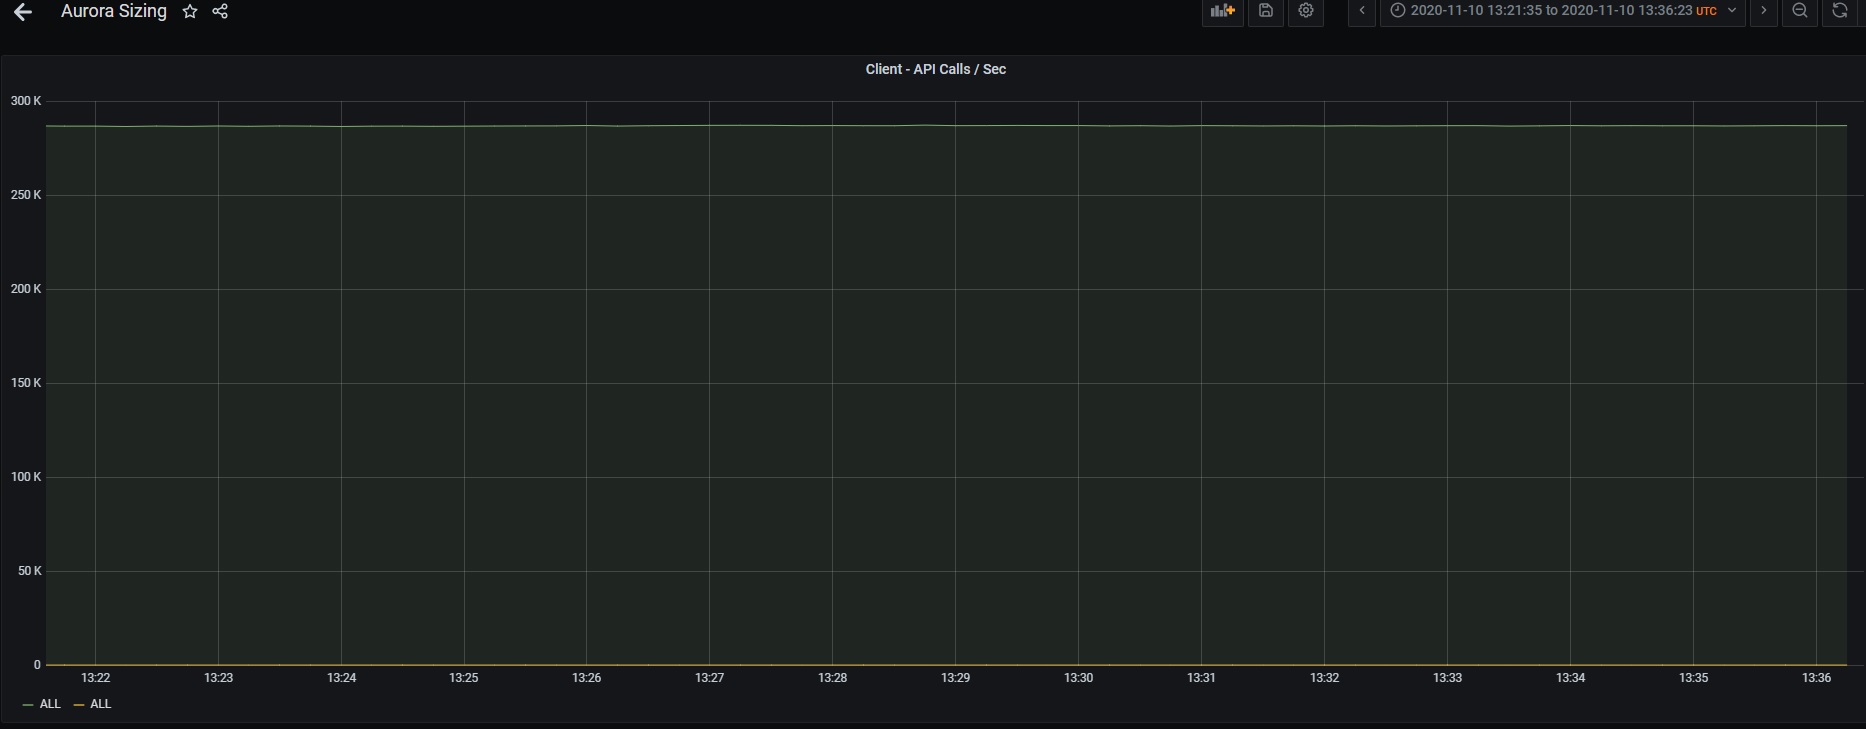 Aurora Sizing
2020-11-10 13:21:35 to 2020-11-10 13:36:23 UTC
Client - API Calls / Sec
300 K
250 K
200 K
150 K
100 K
50 K
0
13:22 13:23 13:24 13:25 13:26 13:27 13:28 13:29 13:30 13:31 13:32 13:33 13:34 13:35 13:36
ALL ALL